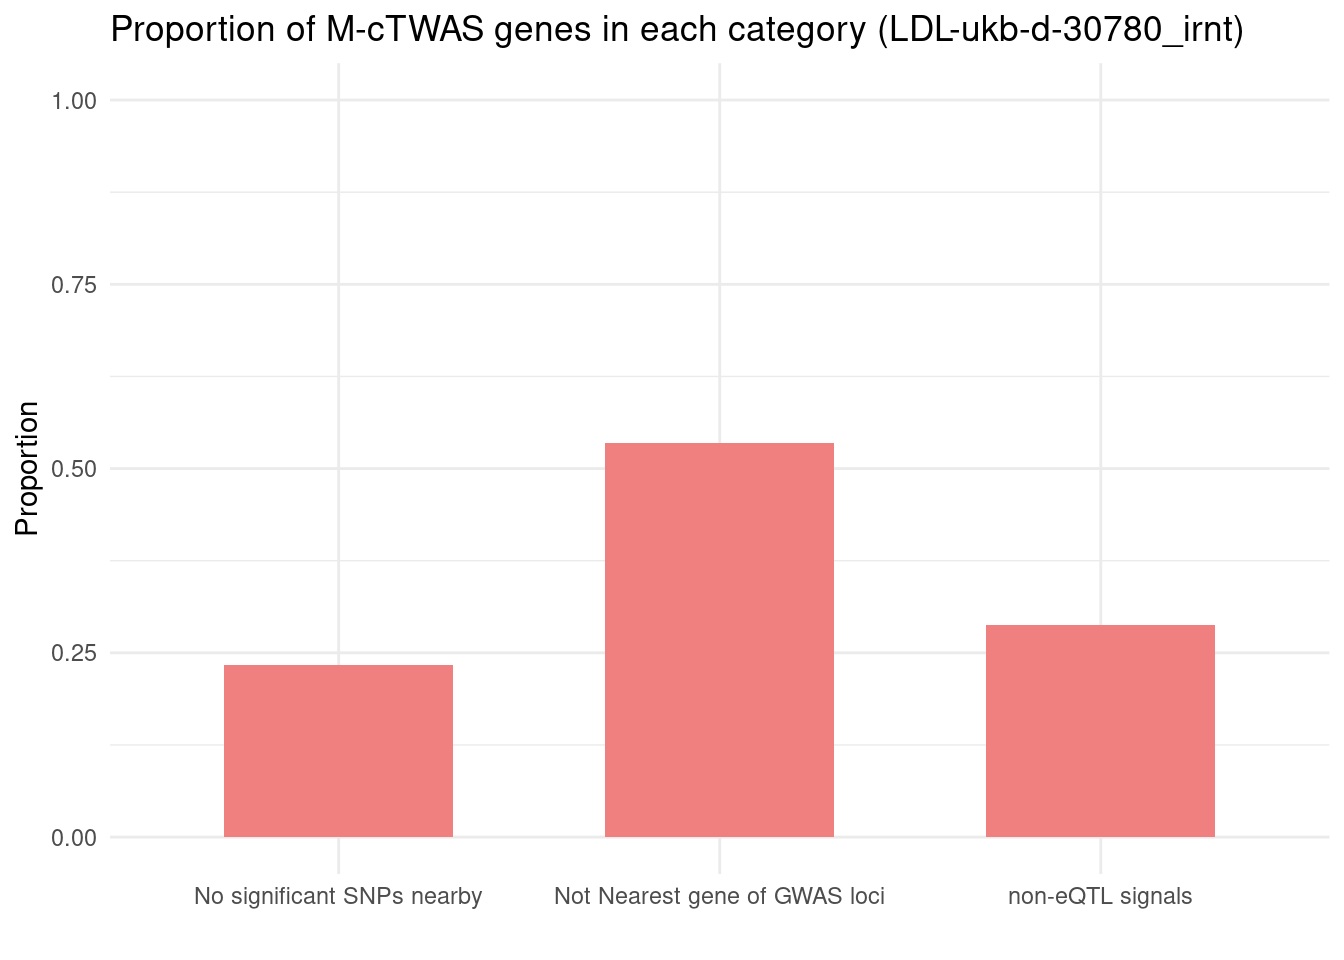 Proportion of M-cTWAS genes in each category (LDL-ukb-d-30780_irnt)
Proportion
1.00
0.75
0.50
0.25
0.00
No significant SNPs nearby
Not Nearest gene of GWAS loci
non-eQTL signals